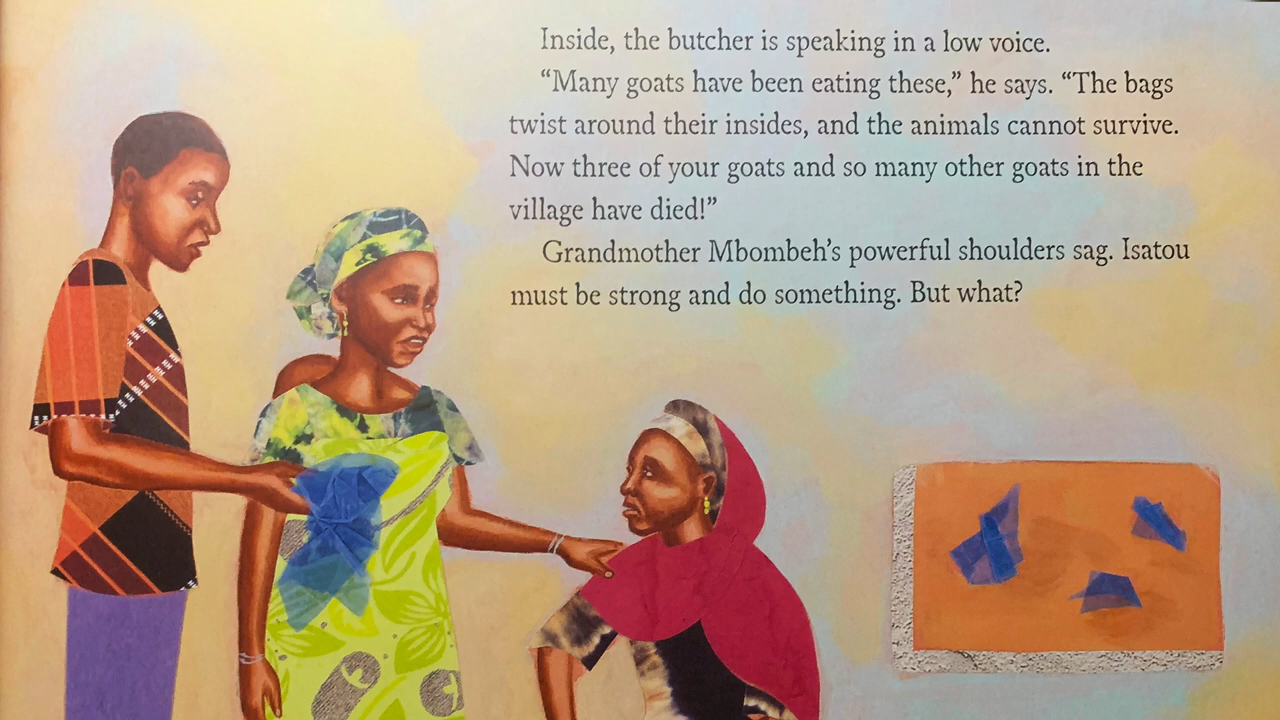 Inside, the butcher is speaking in a low voice.
“Many goats have been eating these,” he says. “The bags
twist around their insides, and the animals cannot survive.
Now three of your goats and so many other goats in the
village have died!”
Grandmother Mbombeh’s powerful shoulders sag. Isatou
must be strong and do something. But what?